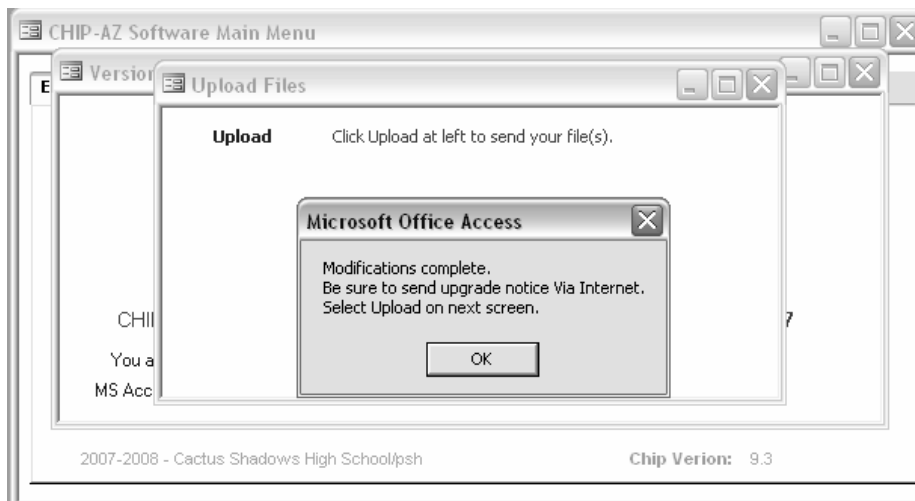 CHIP-AZ Software Main Menu
Version
Upload Files
Upload Click Upload at left to send your file(s).
Microsoft Office Access
Modifications complete.
Be sure to send upgrade notice Via Internet.
Select Upload on next screen.
OK
CHI
7
You a
MS Acc
2007-2008 - Cactus Shadows High School/psh Chip Verion: 9.3